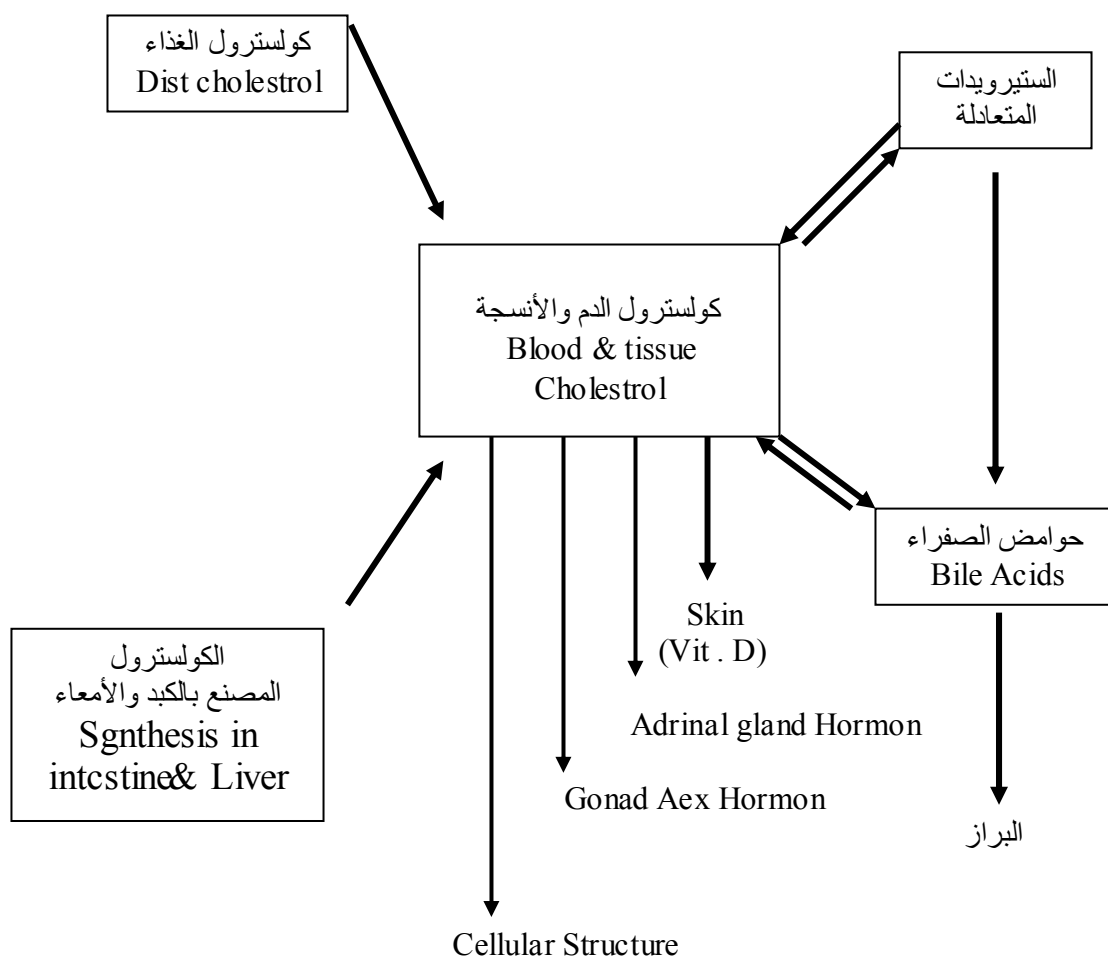 كولسترول الغذاء
Dist cholestrol
الستيرويدات
المتعادلة
كولسترول الدم والأنسجة
Blood & tissue
Cholestrol
حوامض الصفراء
Bile Acids
Skin
(Vit . D)
الكولسترول
المصنع بالكبد والأمعاء
Sgnthesis in
intcstine& Liver
Adrinal gland Hormon
Gonad Aex Hormon
البراز
Cellular Structure